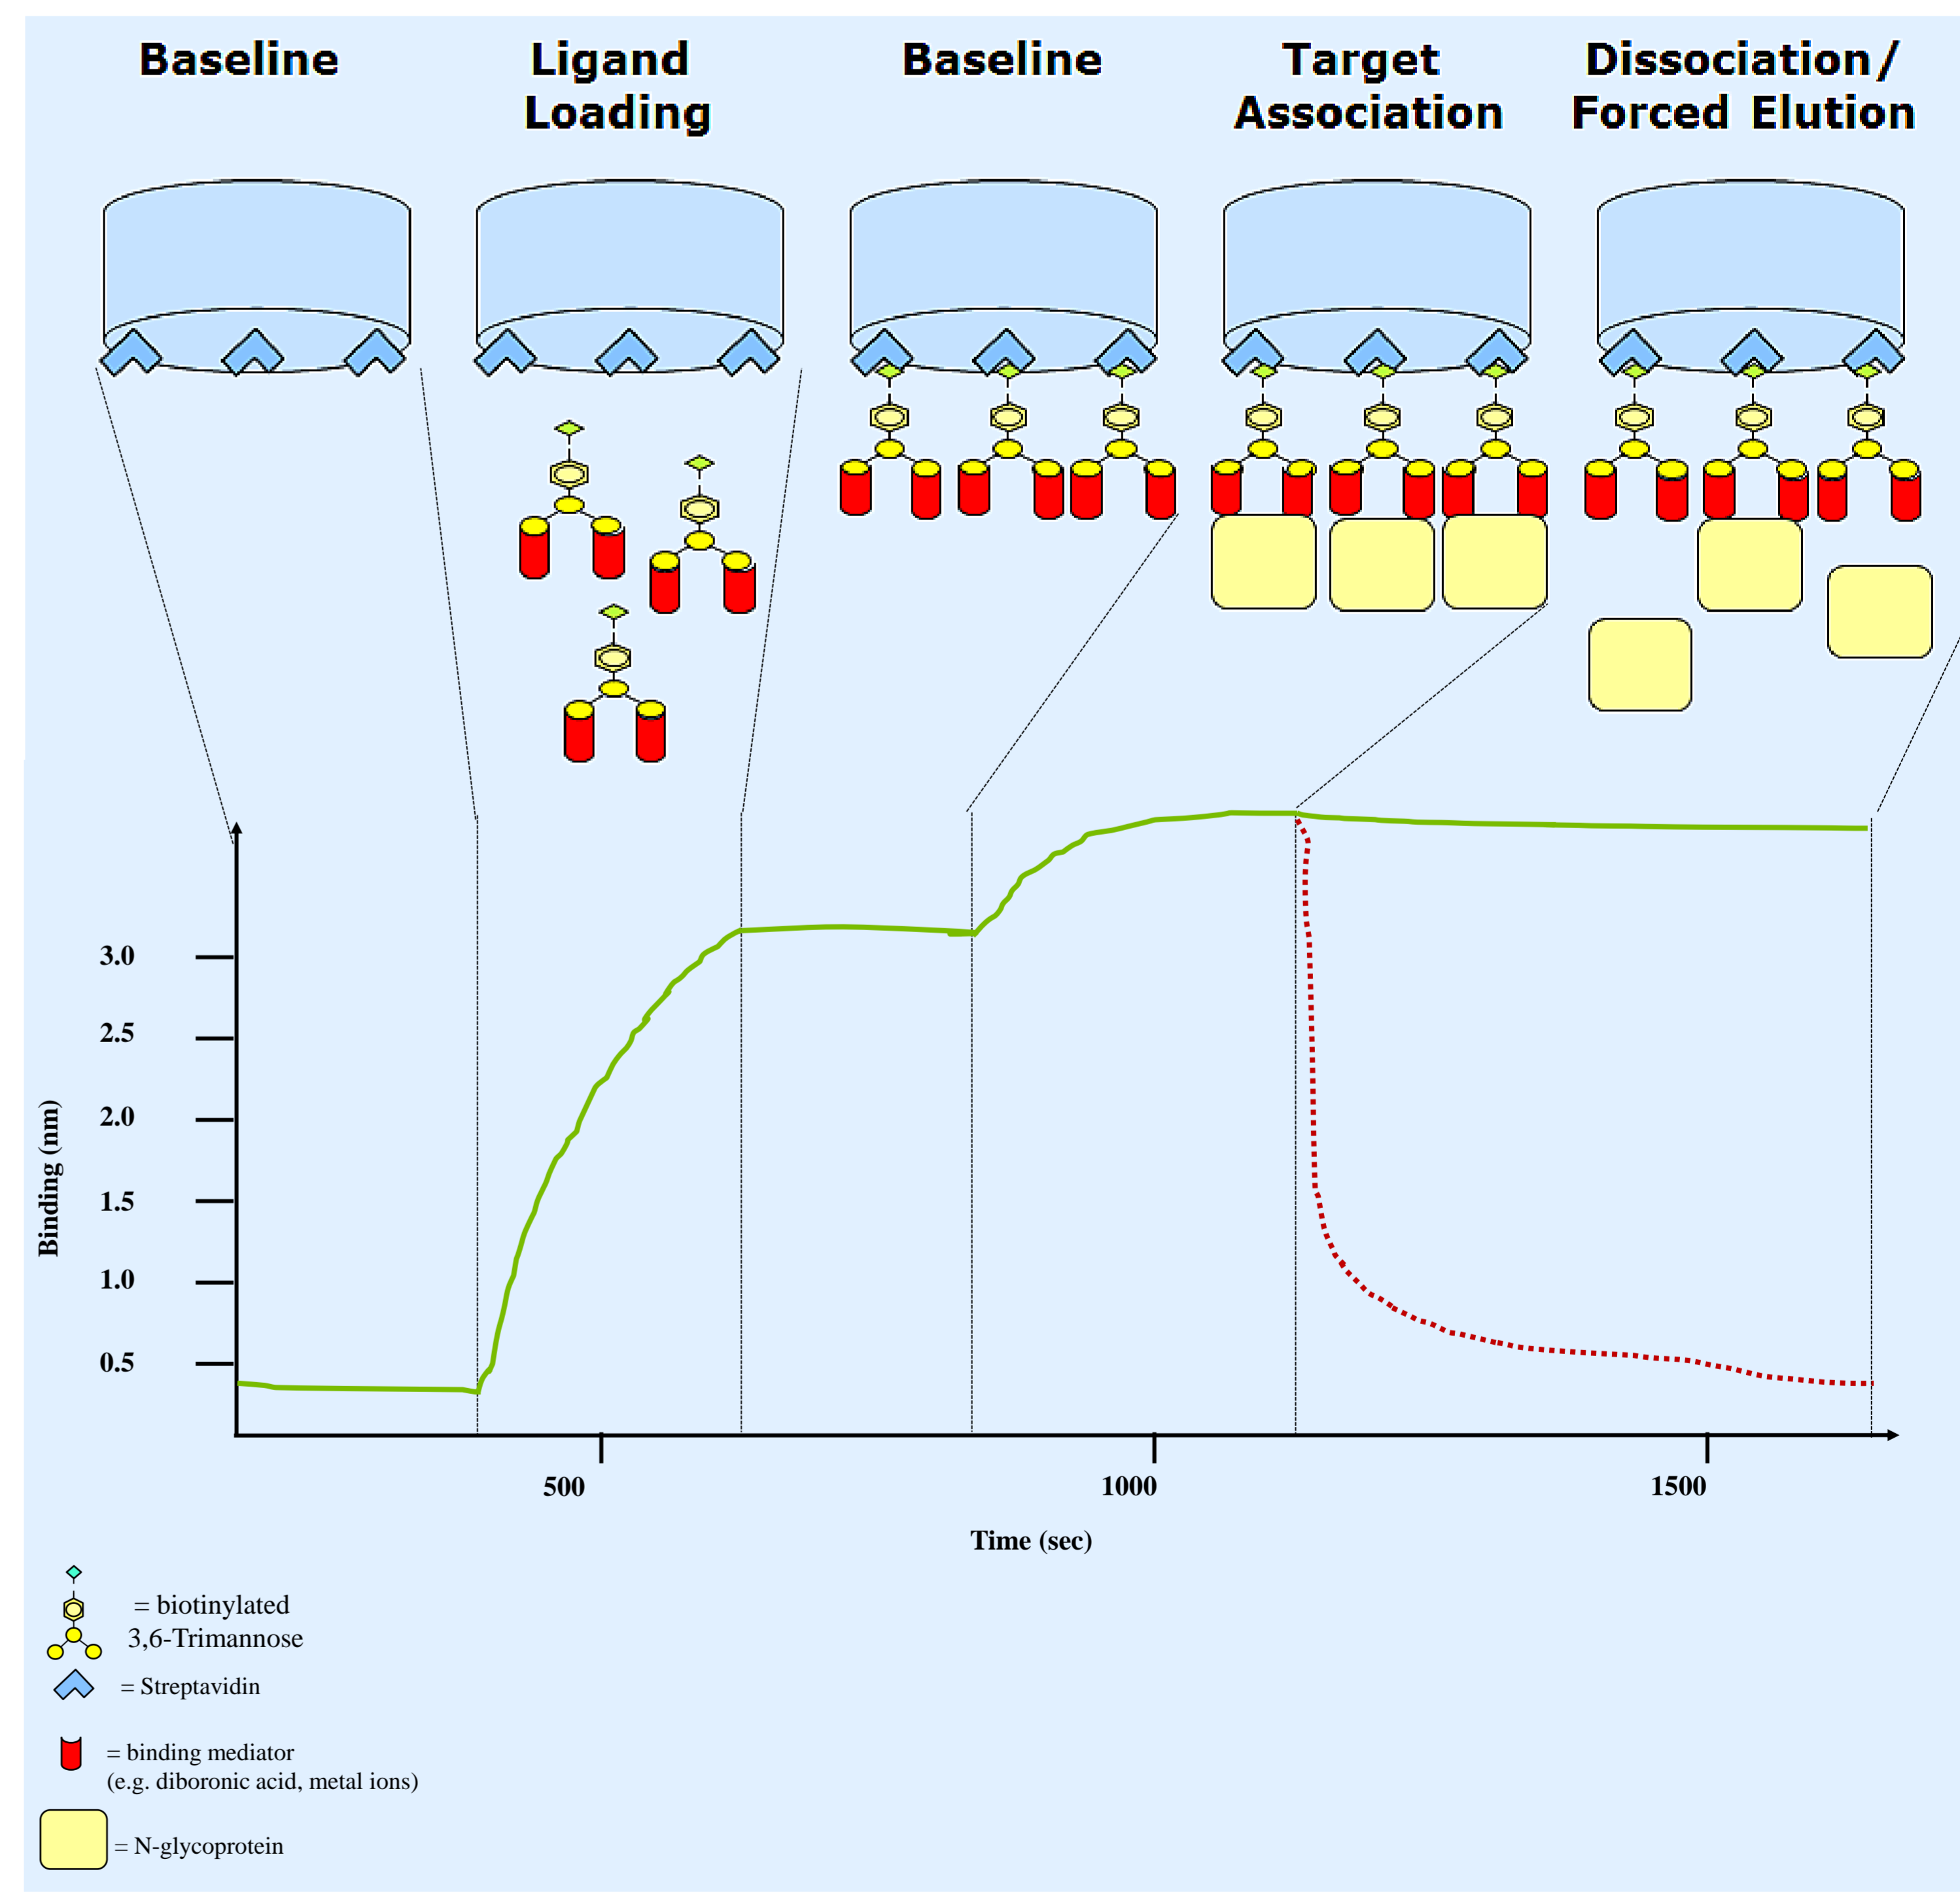 Baseline
Ligand
Loading
Baseline
Target
Association
Dissociation/
Forced Elution
3.0
2.5
2.0
1.5
1.0
0.5
Binding (nm)
500
1000
1500
Time (sec)
= biotinylated
3,6-Trimannose
= Streptavidin
= binding mediator
(e.g. diboronic acid, metal ions)
= N-glycoprotein